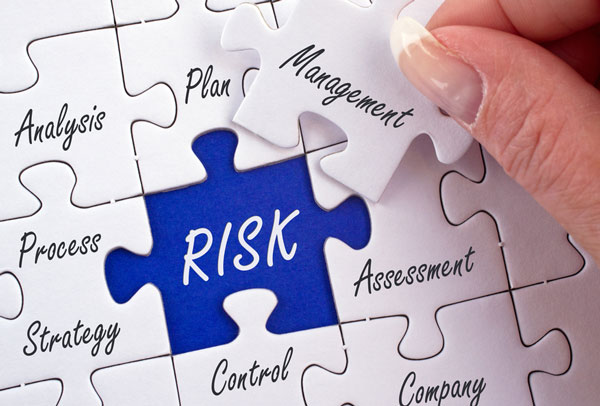 Plan
Management
Analysis
RISK
Process
Assessment
Strategy
Control
Company